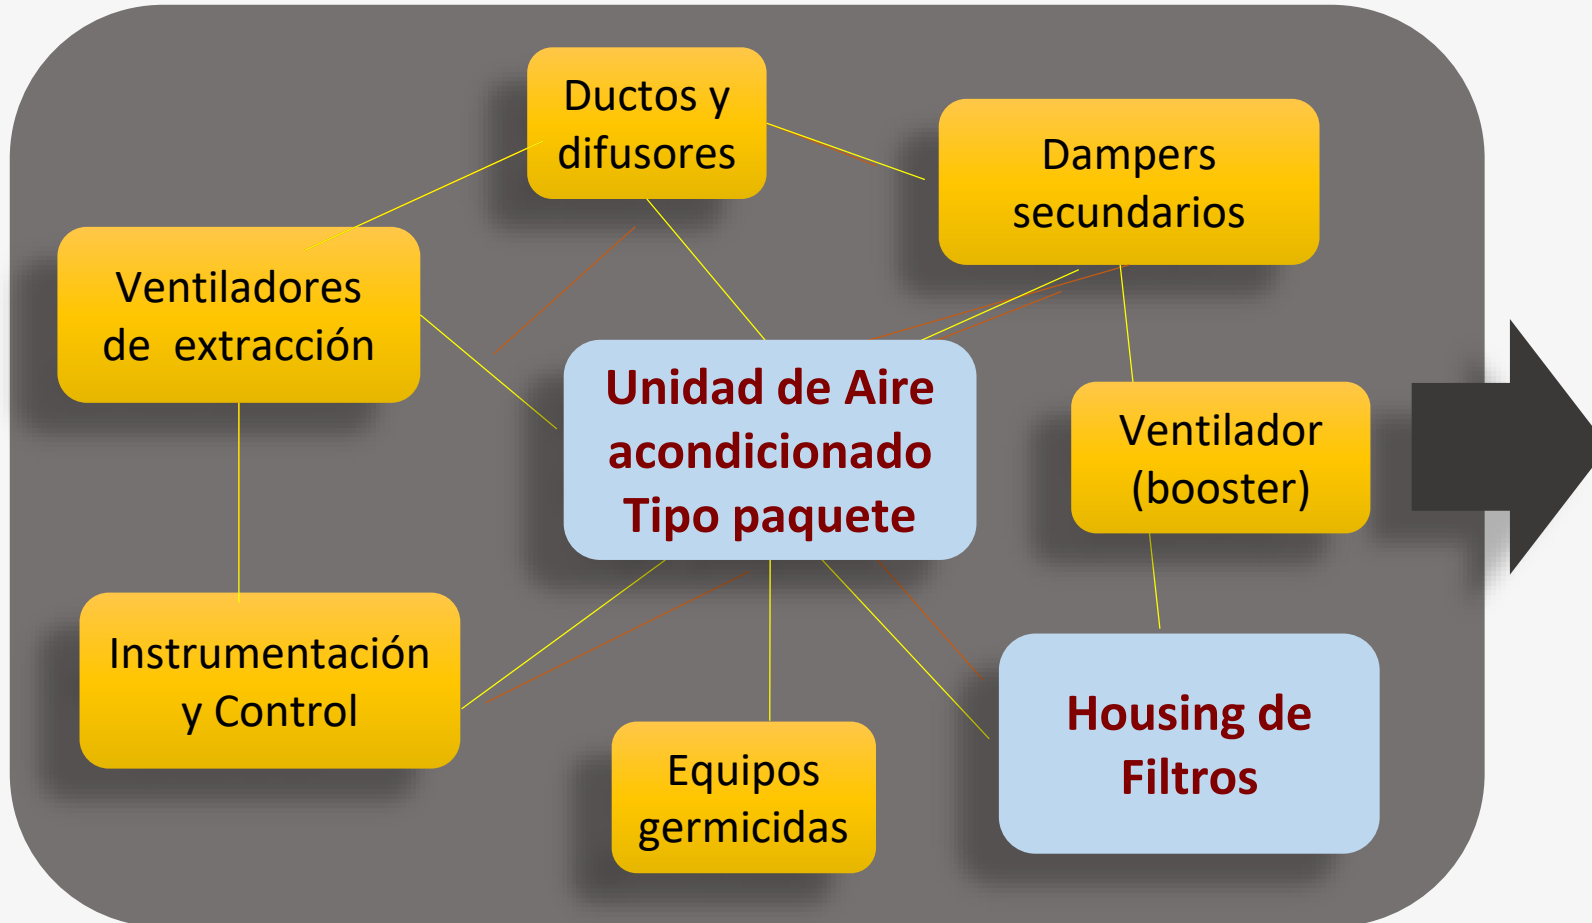 Ductos y
difusores
Dampers
secundarios
Ventiladores
de  extracción
Unidad de Aire
acondicionado
Tipo paquete
Ventilador
(booster)
Instrumentación
y Control
Equipos
germicidas
Housing de
Filtros